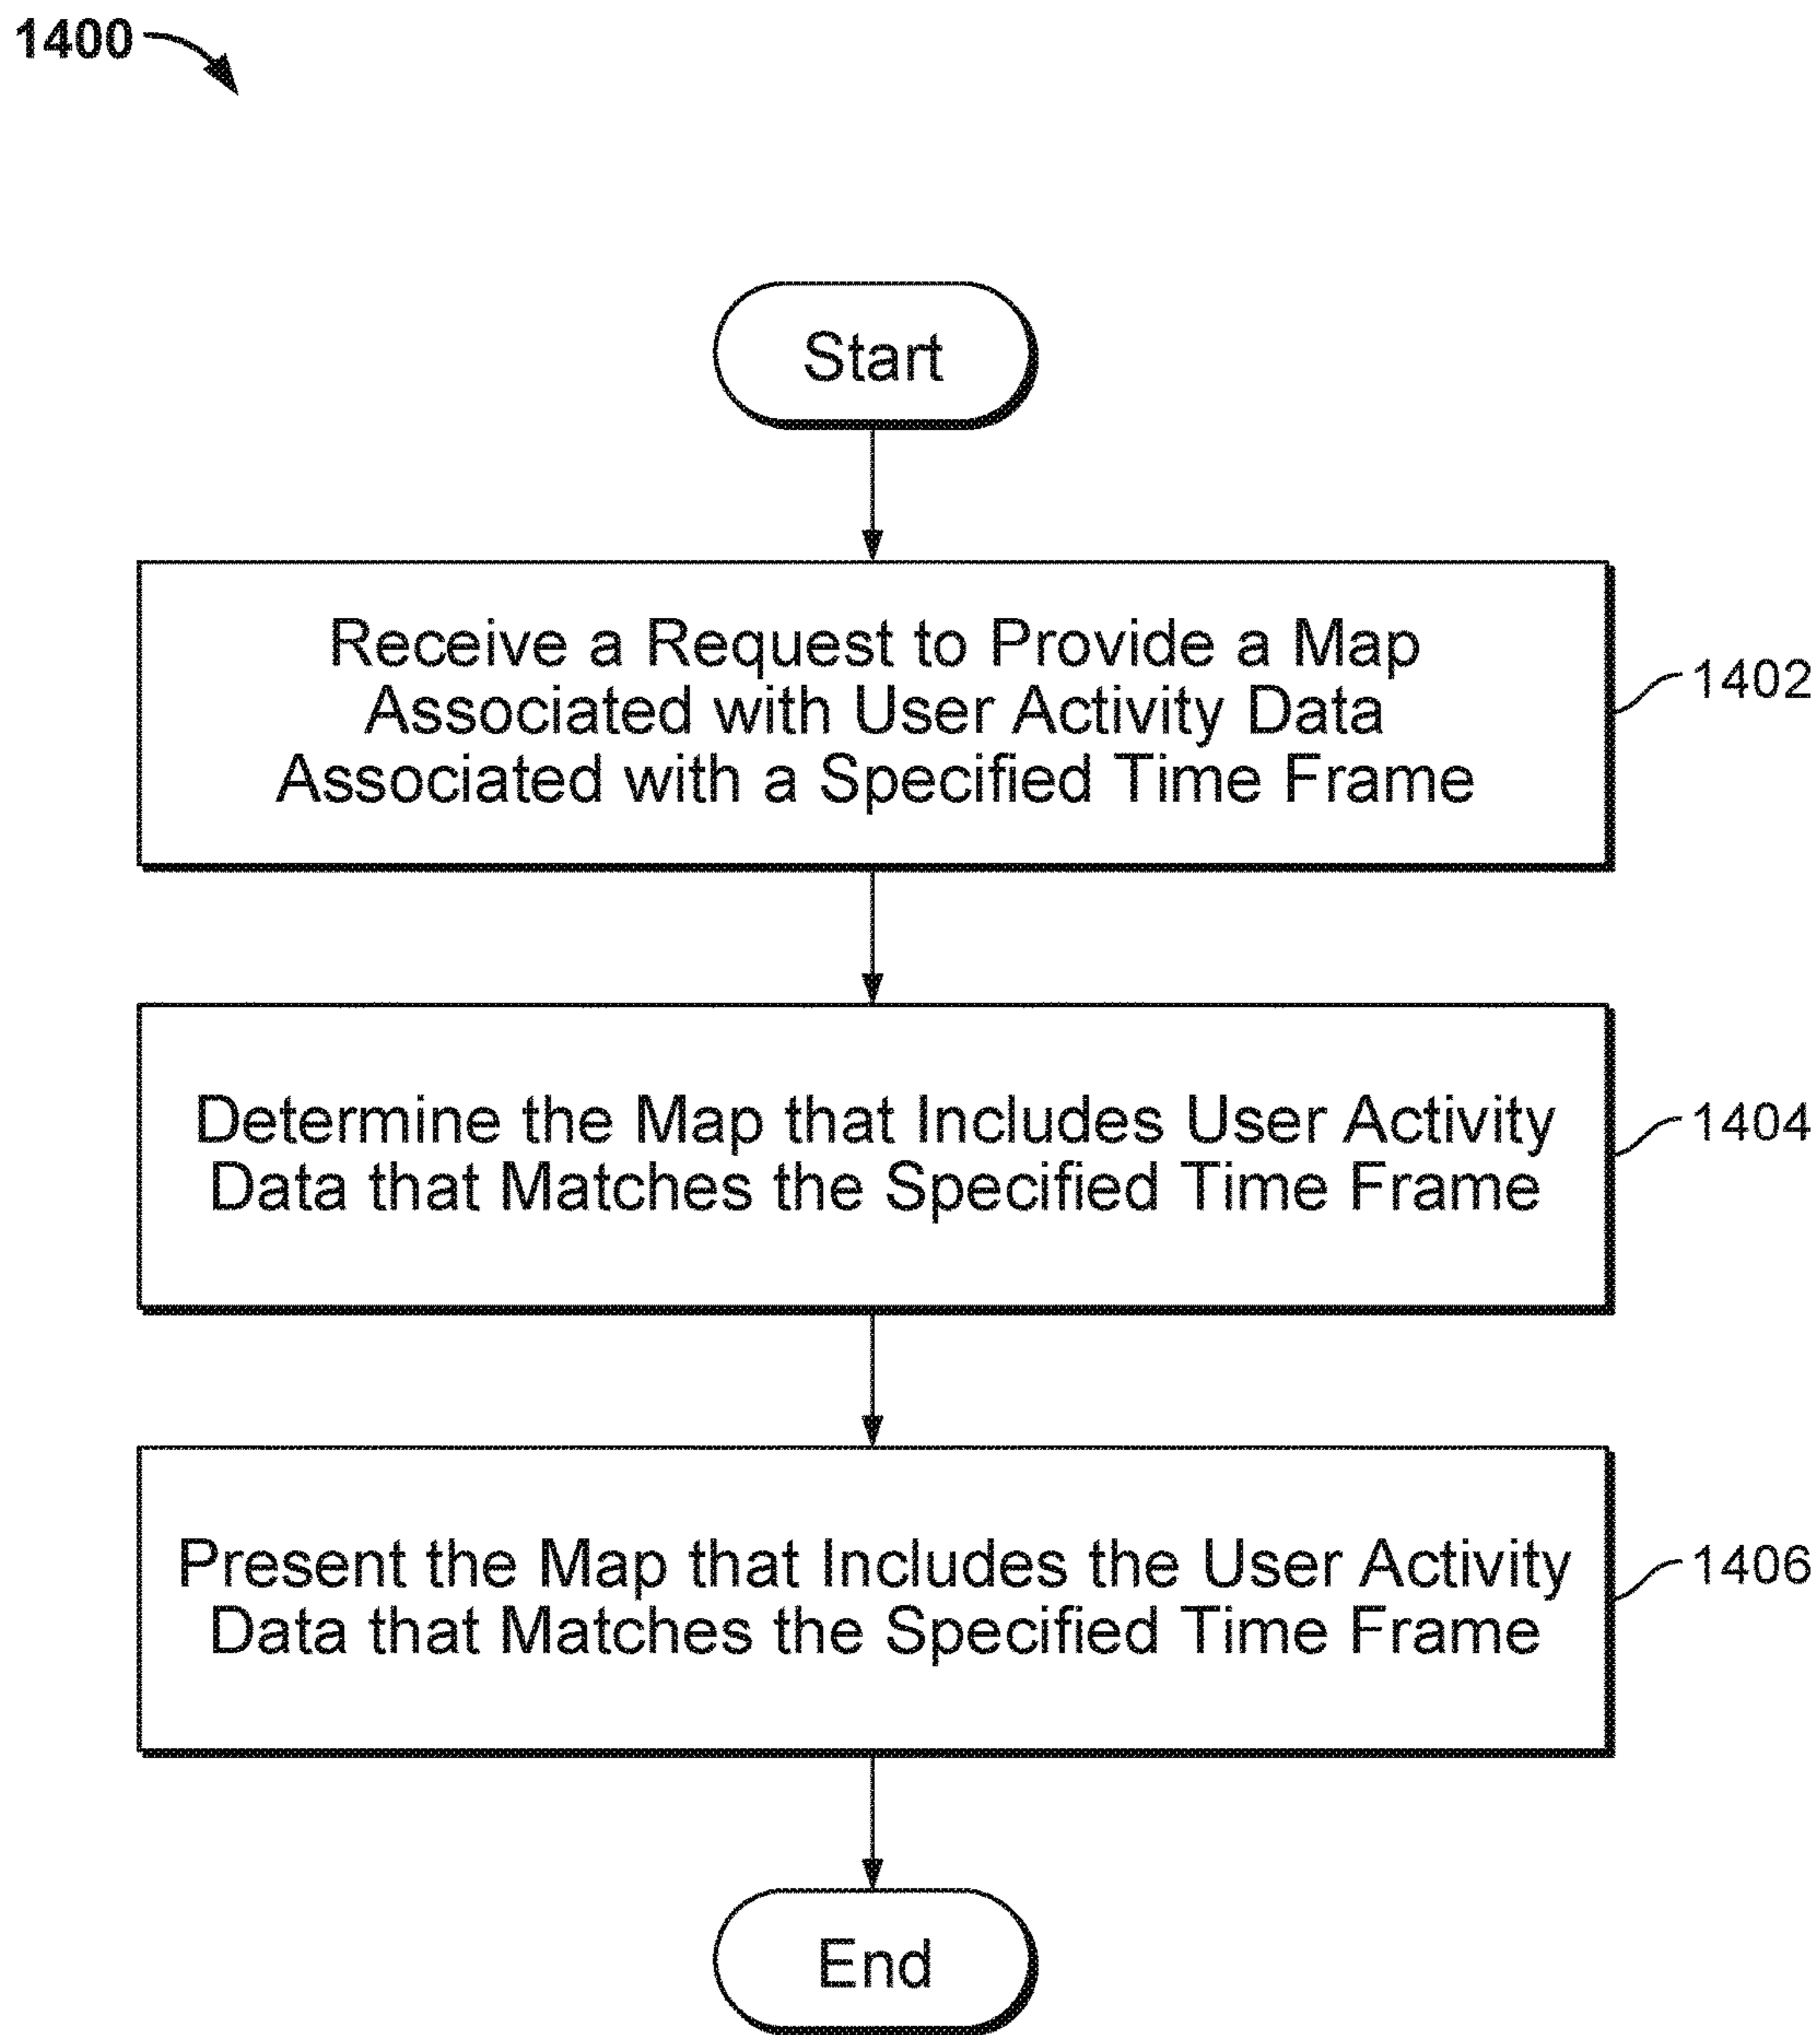 1400
Start
Receive a Request to Provide a Map
Associated with User Activity Data
Associated with a Specified Time Frame
1402
Determine the Map that Includes User Activity
Data that Matches the Specified Time Frame
1404
Present the Map that Includes the User Activity
Data that Matches the Specified Time Frame
1406
End